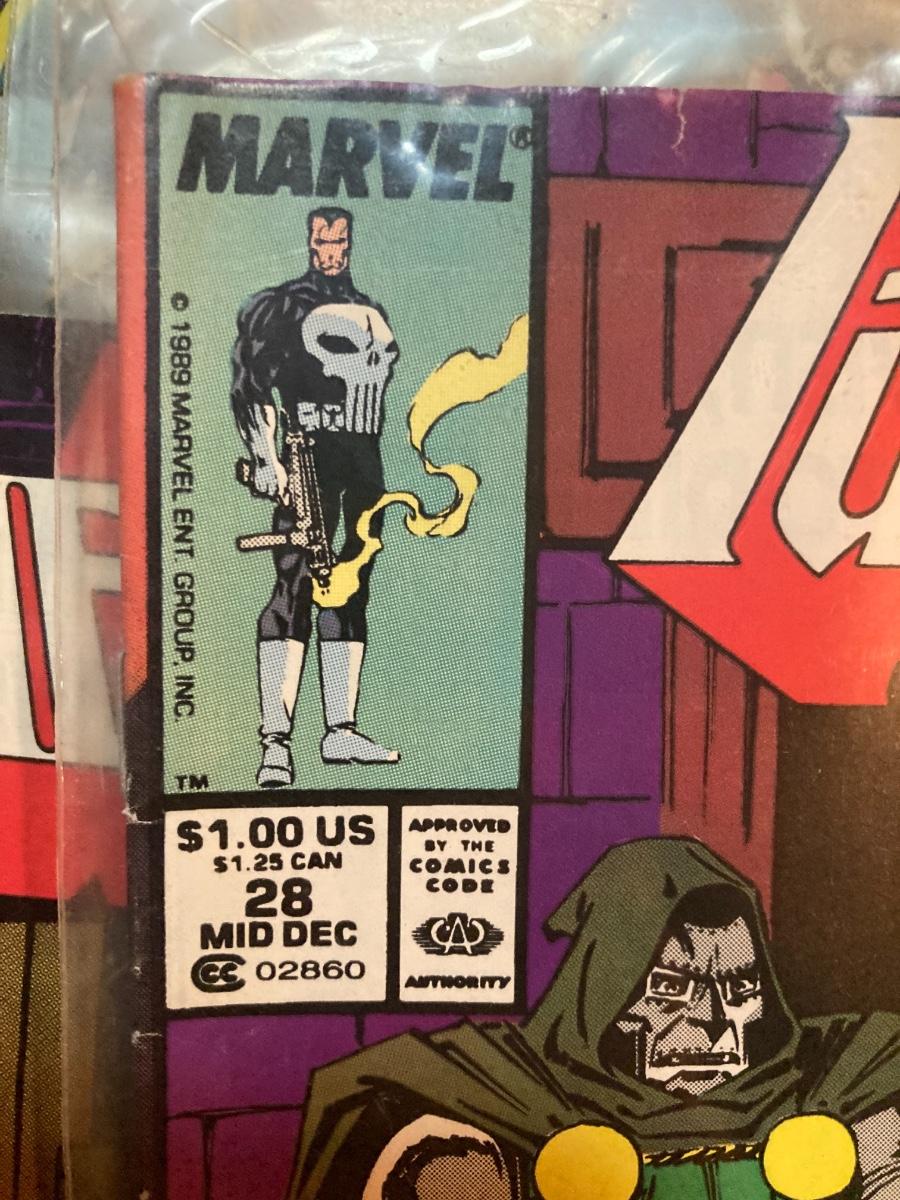 MARVEL®
© 1989 MARVEL ENT. GROUP, INC.
TM
$1.00 US
$1.25 CAN
28
MID DEC
CC 02860
APPROVED
BY THE
COMICS
CODE
CA
AUTHORITY